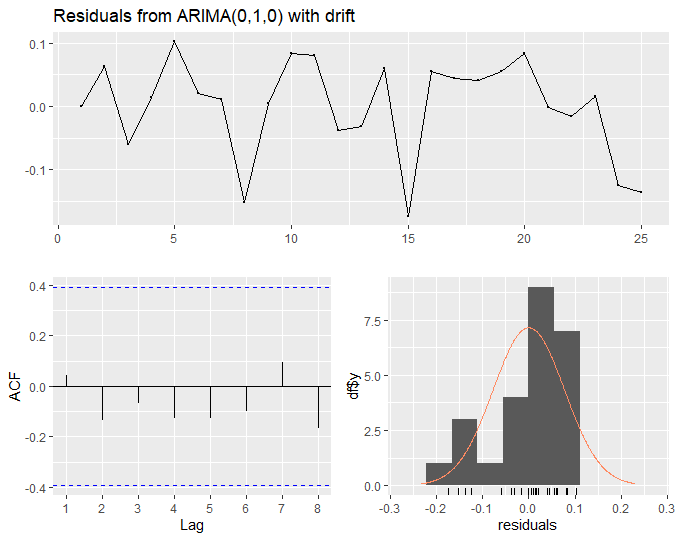 Residuals from ARIMA(0,1,0) with drift
0.1
0.0
-0.1
0 5 10 15 20 25
0.4
0.2
0.0
-0.2
-0.4
ACF
1 2 3 4 5 6 7 8
Lag
7.5
5.0
2.5
0.0
df$y
-0.3 -0.2 -0.1 0.0 0.1 0.2 0.3
residuals